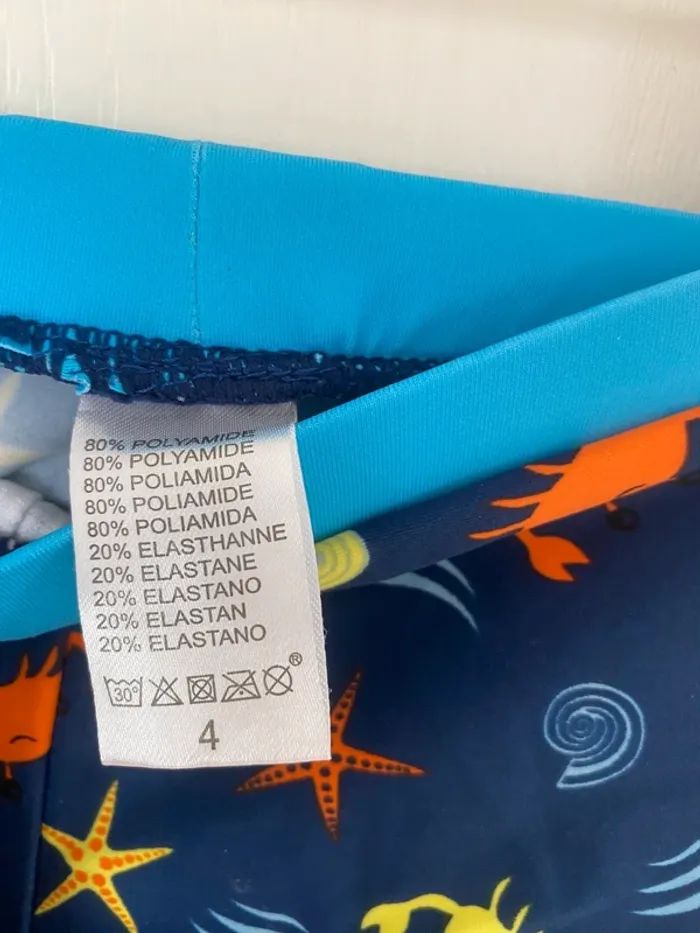 80% POLYAMIDE
80% POLYAMIDE
80% POLIAMIDA
80% POLIAMIDE
80% POLIAMIDA
20% ELASTHANNE
20% ELASTANE
20% ELASTANO
20% ELASTAN
20% ELASTANO
30° ®
4